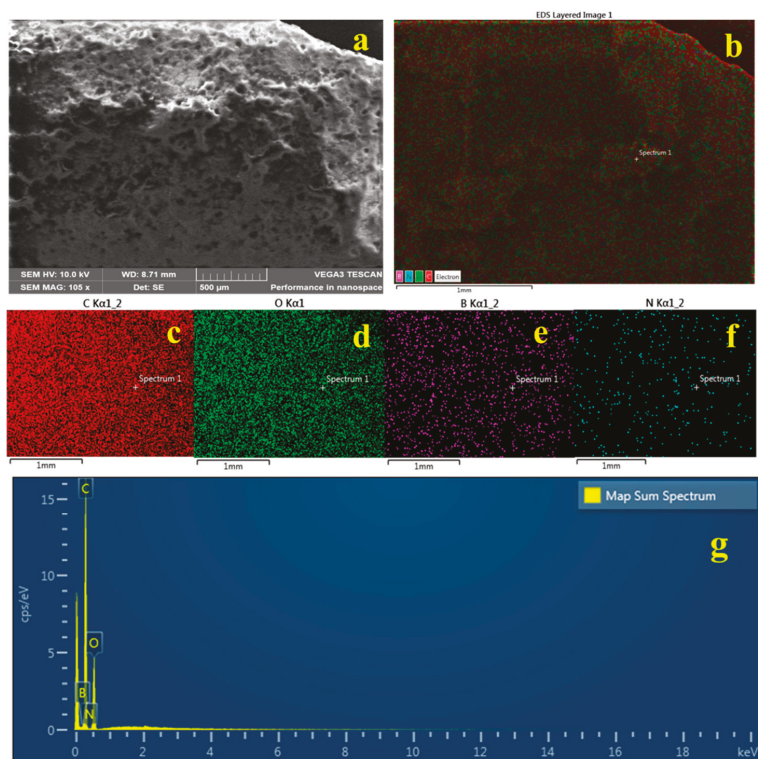 a
SEM HV: 10.0 kV WD: 8.71 mm VEGA3 TESCAN
SEM MAG: 105 x Det: SE 500 µm Performance in nanospace
EDS Layered Image 1
b
Spectrum 1
Electron
1mm
C Kα1_2 O Kα1 B Kα1_2 N Kα1_2
c d e f
Spectrum 1 Spectrum 1 Spectrum 1 Spectrum 1
1mm 1mm 1mm 1mm
Map Sum Spectrum
g
C
O
B
N
cps/eV
15
10
5
0
0 2 4 6 8 10 12 14 16 18 keV